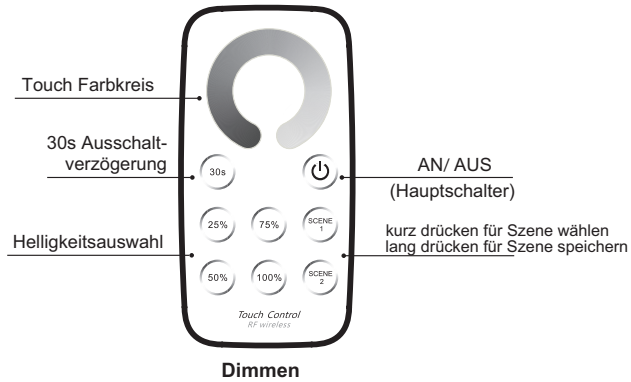 Touch Farbkreis
30s Ausschalt-
verzögerung
30s
AN/ AUS
(Hauptschalter)
25%
75%
SCENE
1
Helligkeitsauswahl
kurz drücken für Szene wählen
lang drücken für Szene speichern
50%
100%
SCENE
2
Touch Control
RF wireless
Dimmen